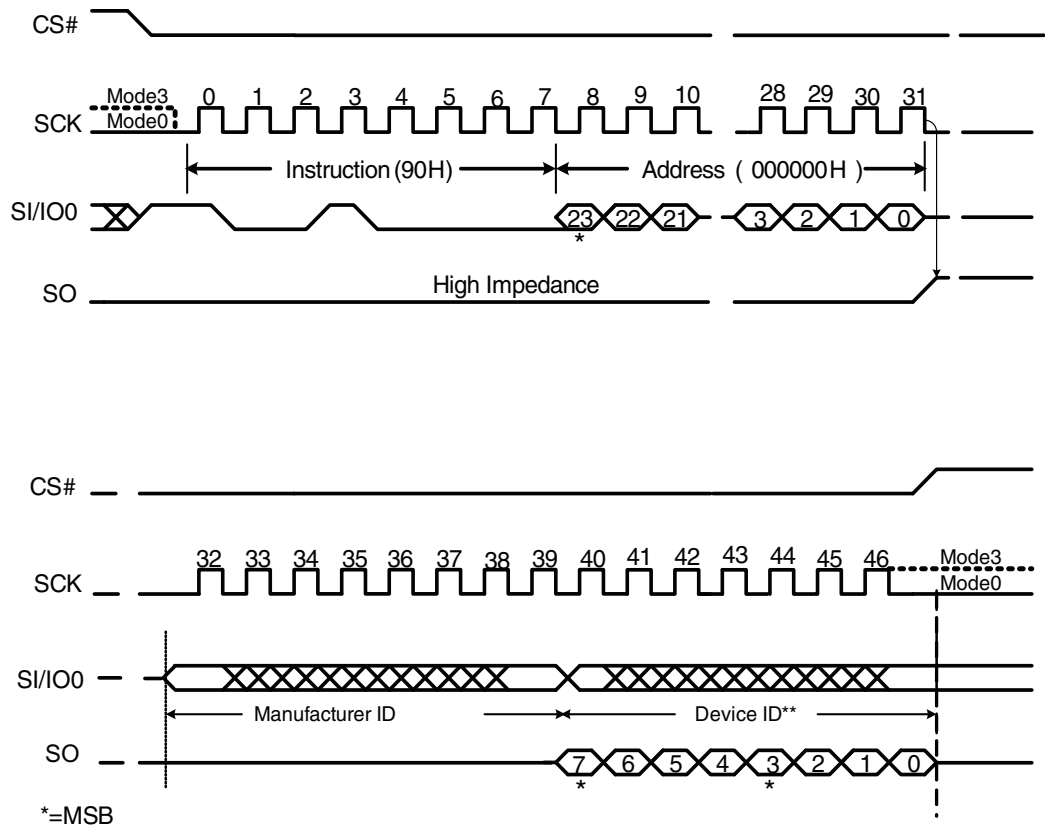 CS#
Mode3
0 1 2 3 4 5 6 7 8 9 10 28 29 30 31
SCK
Mode0
Instruction (90H)
Address ( 000000H )
SI/IO0
23 22 21 3 2 1 0
*
High Impedance
SO
CS#
32 33 34 35 36 37 38 39 40 41 42 43 44 45 46
Mode3
SCK
Mode0
SI/IO0
Manufacturer ID
Device ID**
SO
7 6 5 4 3 2 1 0
* *
*=MSB